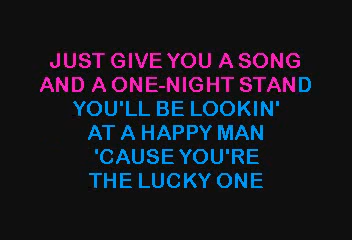 JUST GIVE YOU A SONG
AND A ONE-NIGHT STAND
YOU'LL BE LOOKIN'
AT A HAPPY MAN
'CAUSE YOU'RE
THE LUCKY ONE